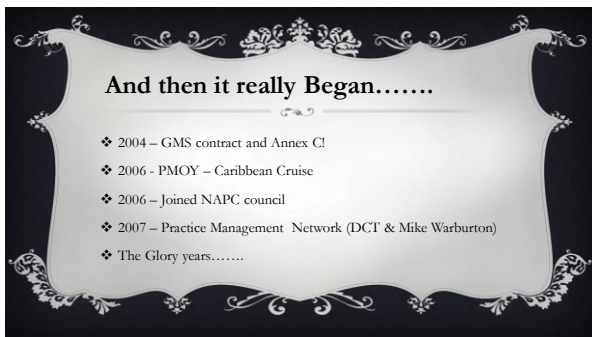 And then it really Began…….
❖ 2004 – GMS contract and Annex C!
❖ 2006 - PMOY – Caribbean Cruise
❖ 2006 – Joined NAPC council
❖ 2007 – Practice Management  Network (DCT & Mike Warburton)
❖ The Glory years…….